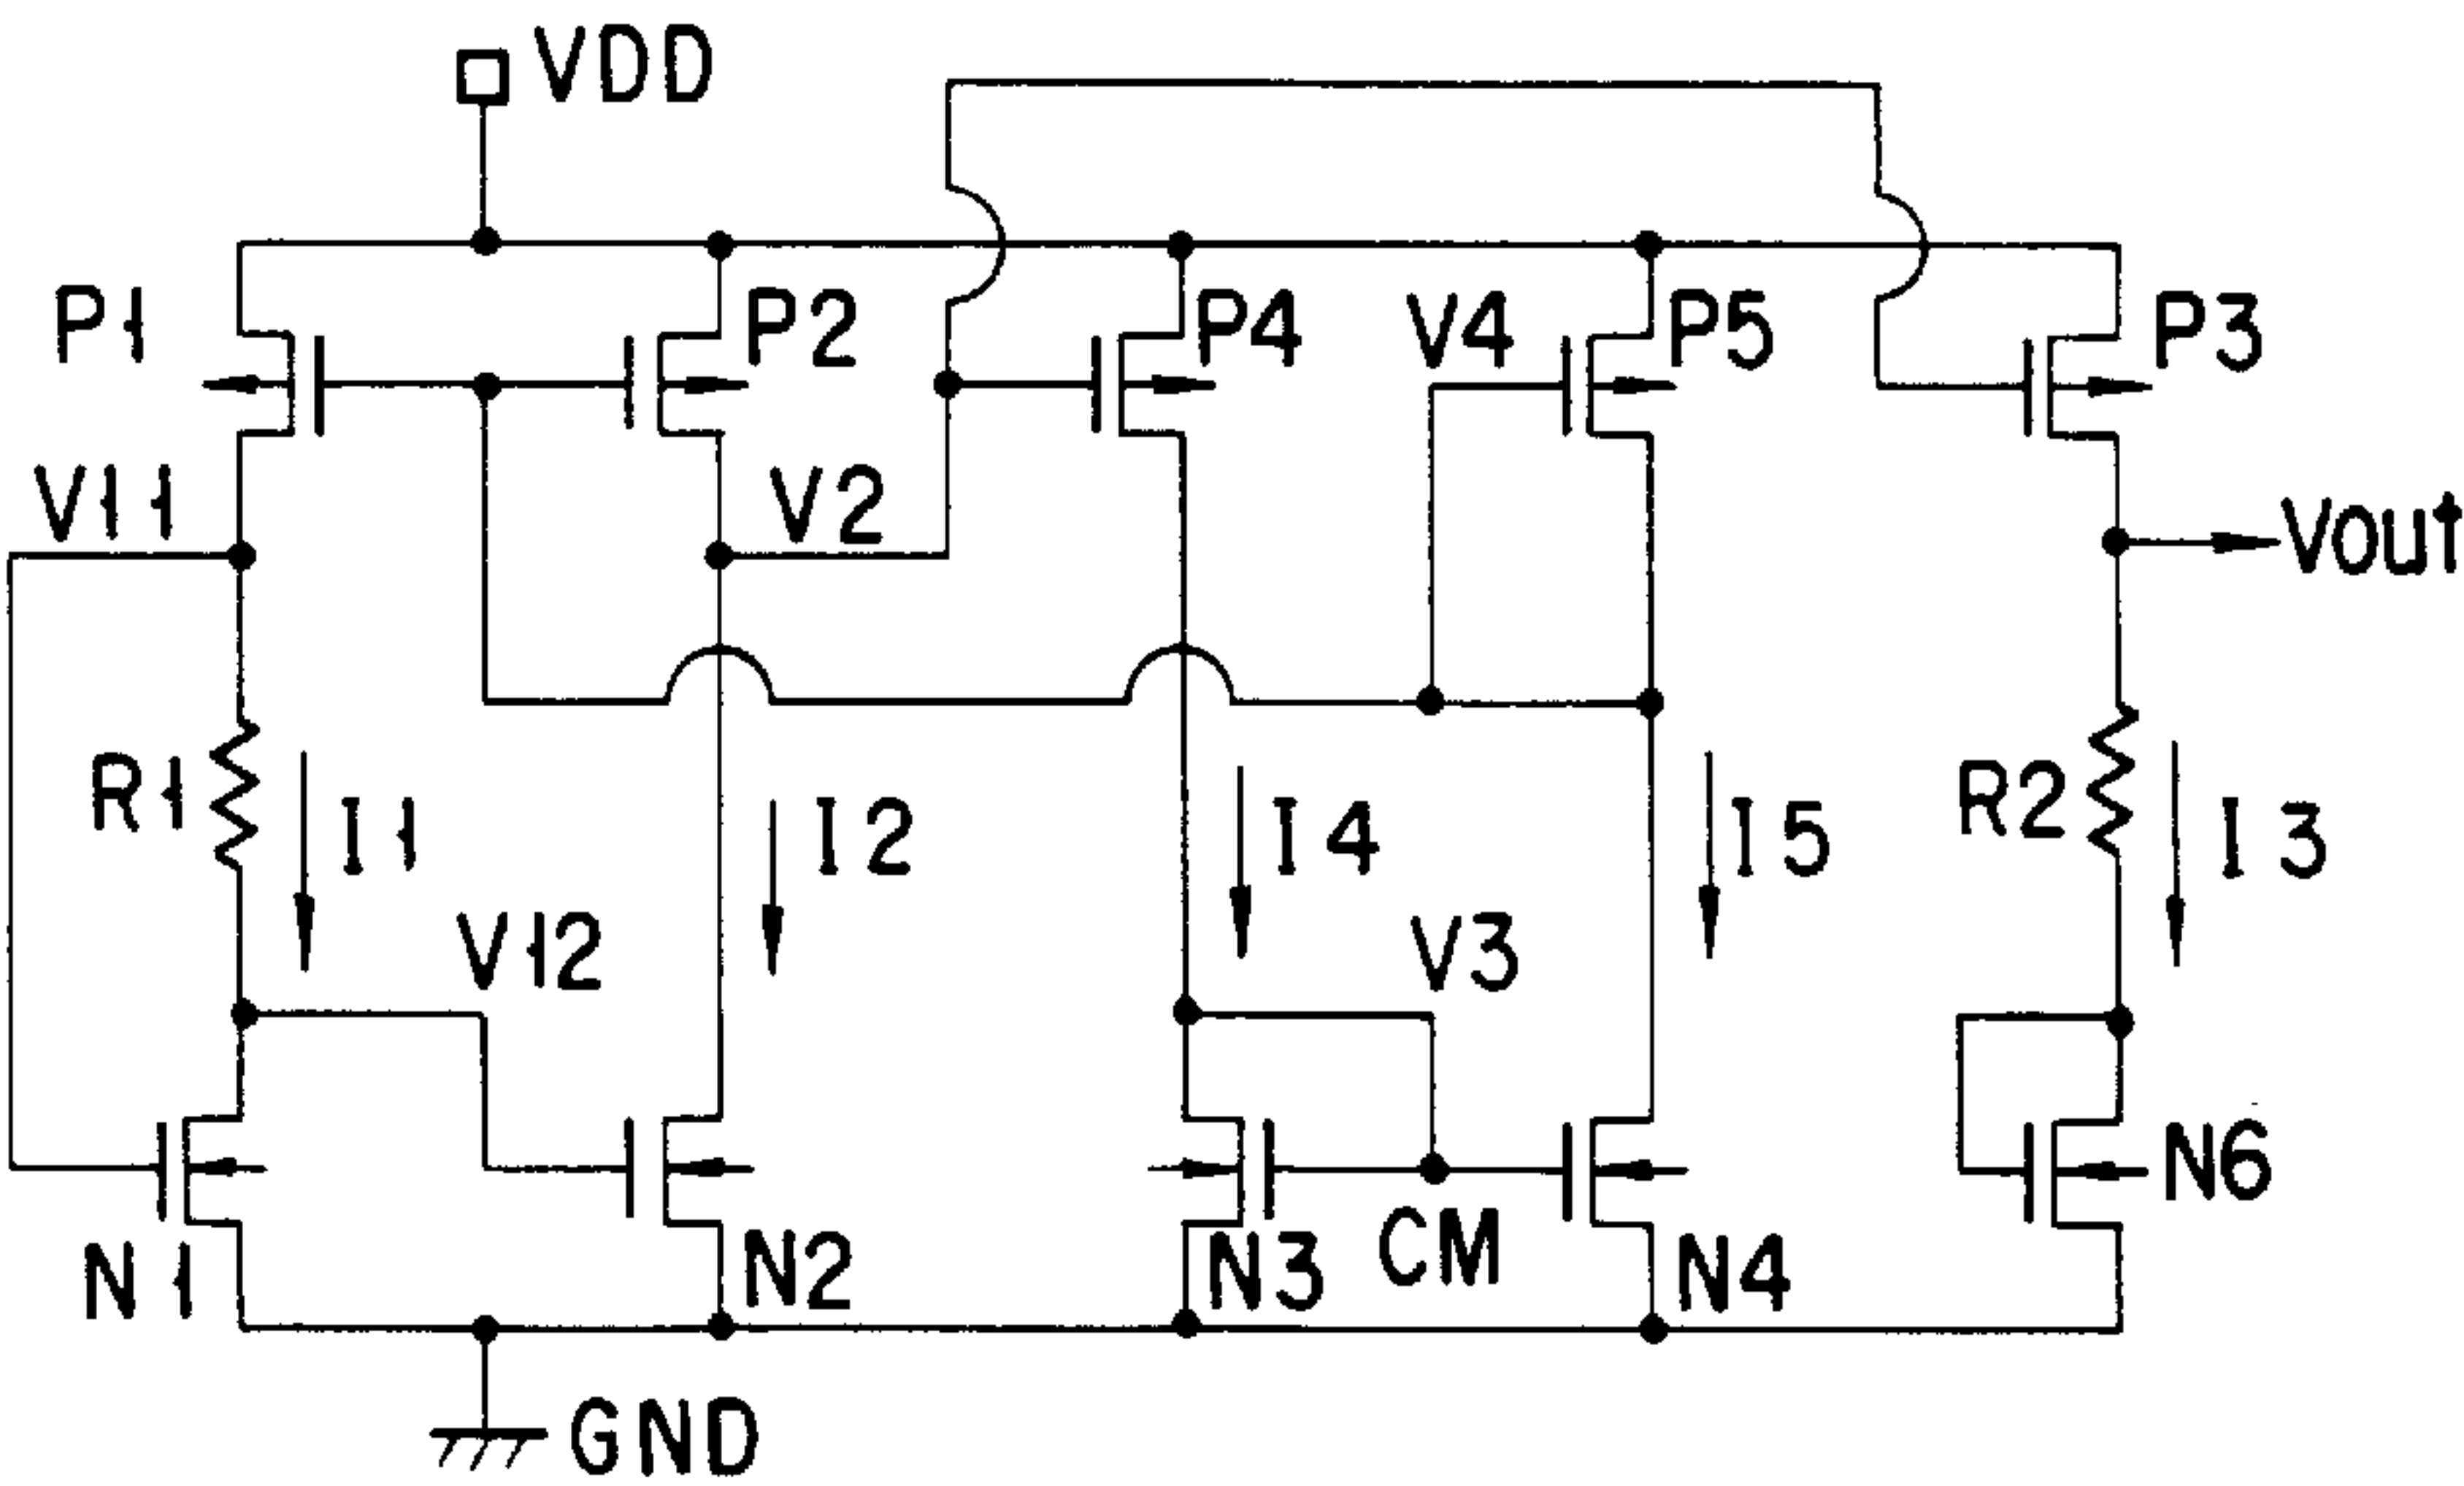 VDD
P1
P2
P4
V4
P5
P3
V11
V2
Vout
R1
I1
I2
I4
I5
R2
I3
V12
V3
N1
N2
N3
CM
N4
N6
GND